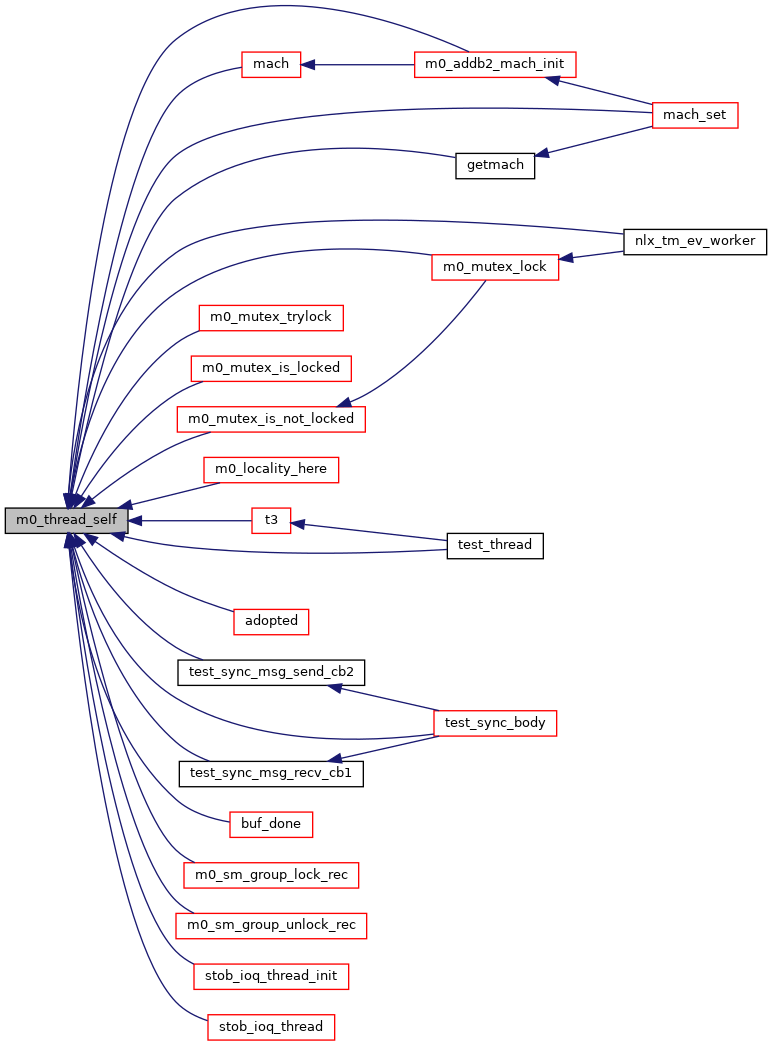 mach
m0_addb2_mach_init
mach_set
getmach
nlx_tm_ev_worker
m0_mutex_lock
m0_mutex_trylock
m0_mutex_is_locked
m0_mutex_is_not_locked
m0_locality_here
m0_thread_self
t3
test_thread
adopted
test_sync_msg_send_cb2
test_sync_body
test_sync_msg_recv_cb1
buf_done
m0_sm_group_lock_rec
m0_sm_group_unlock_rec
stob_ioq_thread_init
stob_ioq_thread